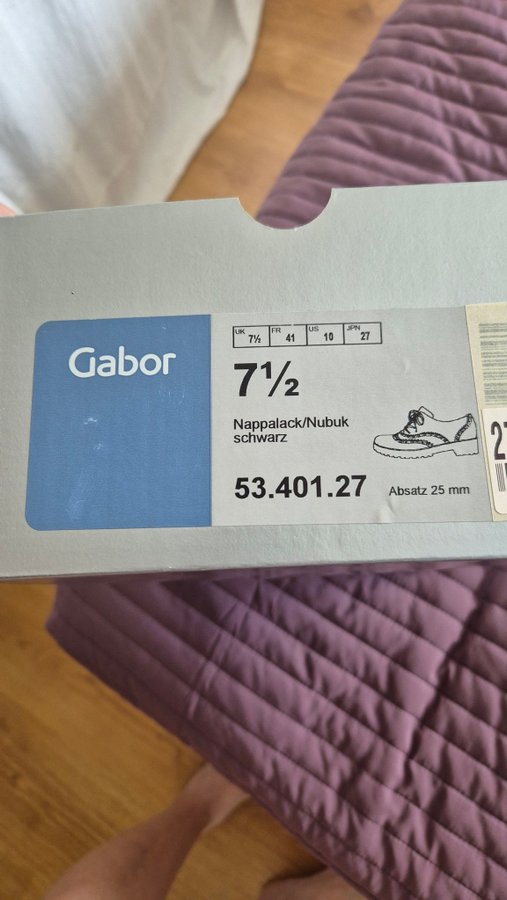 Gabor
UK 7½ FR 41 US 10 JPN 27
7½
Nappalack/Nubuk
schwarz
53.401.27 Absatz 25 mm